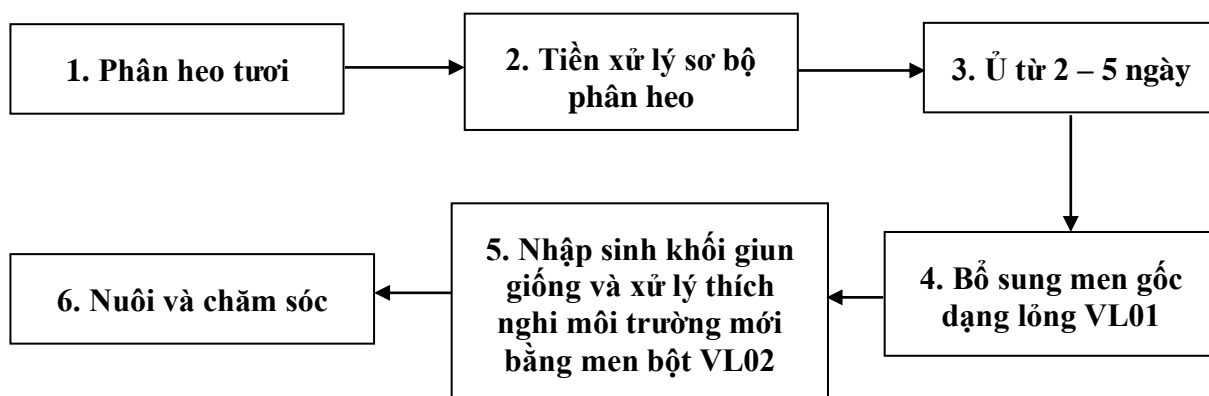 1. Phân heo tươi
2. Tiền xử lý sơ bộ
phân heo
3. Ủ từ 2 – 5 ngày
4. Bổ sung men gốc
dạng lỏng VL01
5. Nhập sinh khối giun
giống và xử lý thích
nghi môi trường mới
bằng men bột VL02
6. Nuôi và chăm sóc